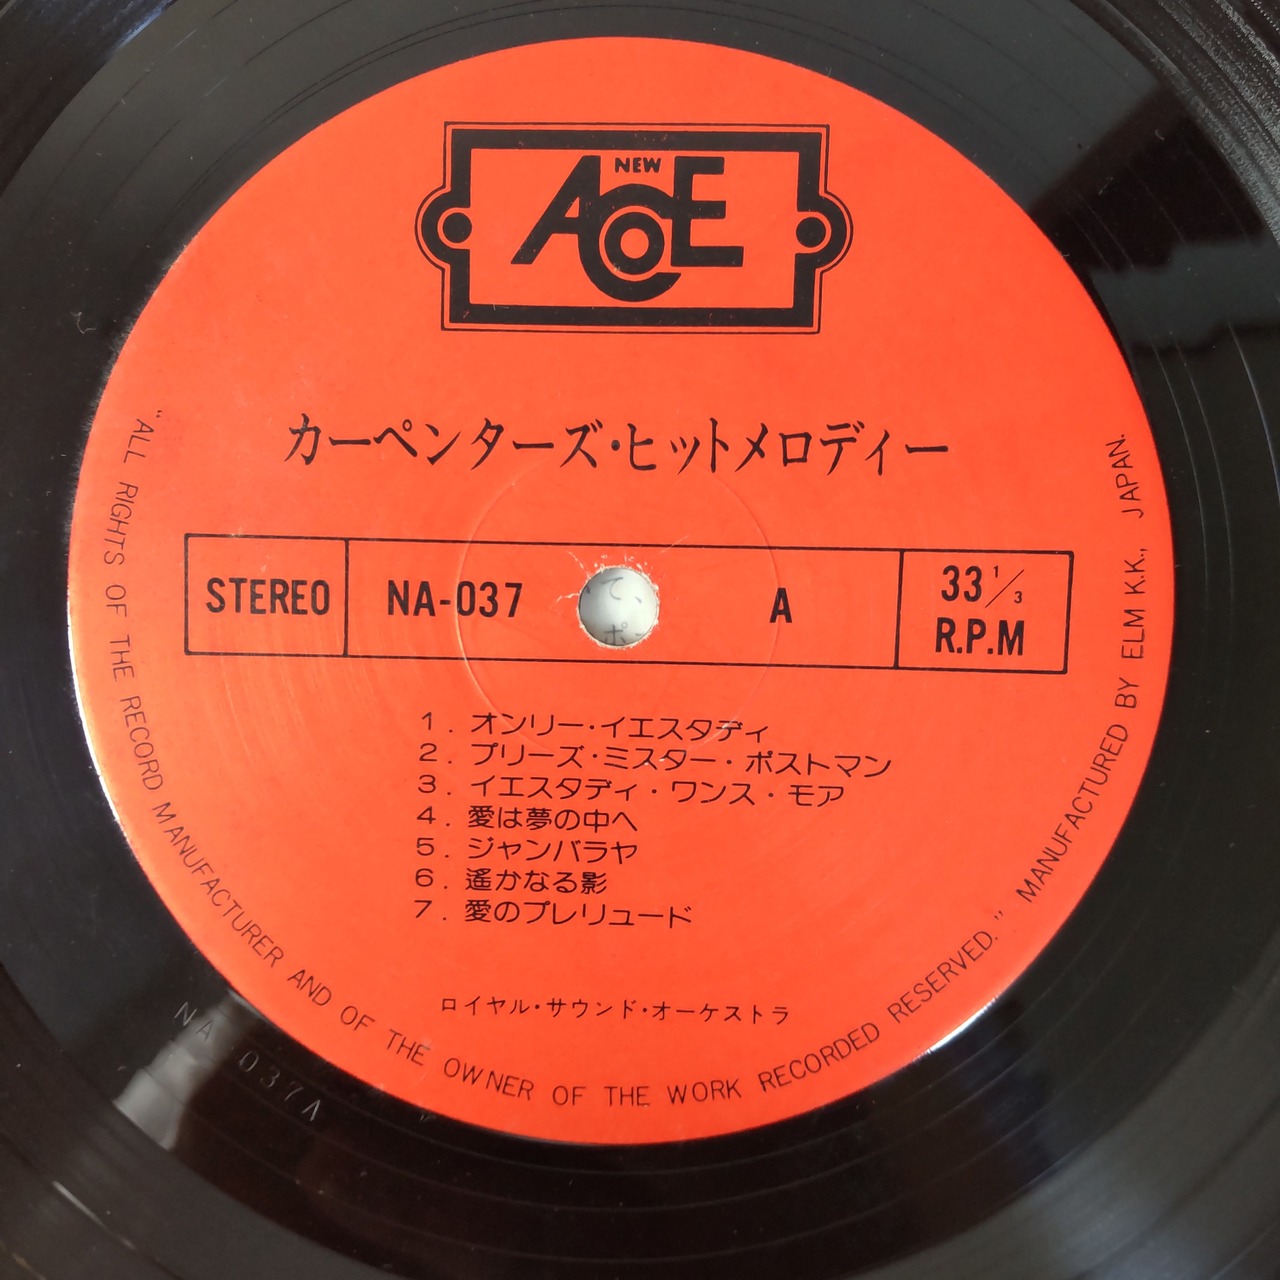 NEW
ACE
カーペンターズ・ヒットメロディー
STEREO
NA-037
A
33 1/3
R.P.M
1. オンリー・イエスタディ
2. プリーズ・ミスター・ポストマン
3. イエスタディ・ワンス・モア
4. 愛は夢の中へ
5. ジャンバラヤ
6. 遙かなる影
7. 愛のプレリュード
ロイヤル・サウンド・オーケストラ
"ALL RIGHTS OF THE RECORD MANUFACTURER AND OF THE OWNER OF THE WORK RECORDED RESERVED." MANUFACTURED BY ELM K.K., JAPAN.
NA 037A
て、
ポ